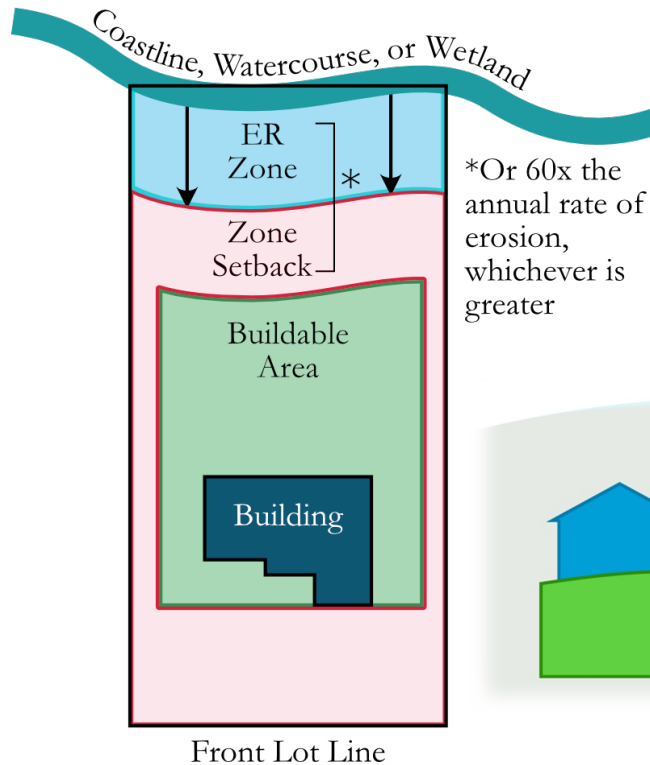 Coastline, Watercourse, or Wetland
ER
Zone
*
Zone
Setback
*Or 60x the
annual rate of
erosion,
whichever is
greater
Buildable
Area
Building
Front Lot Line